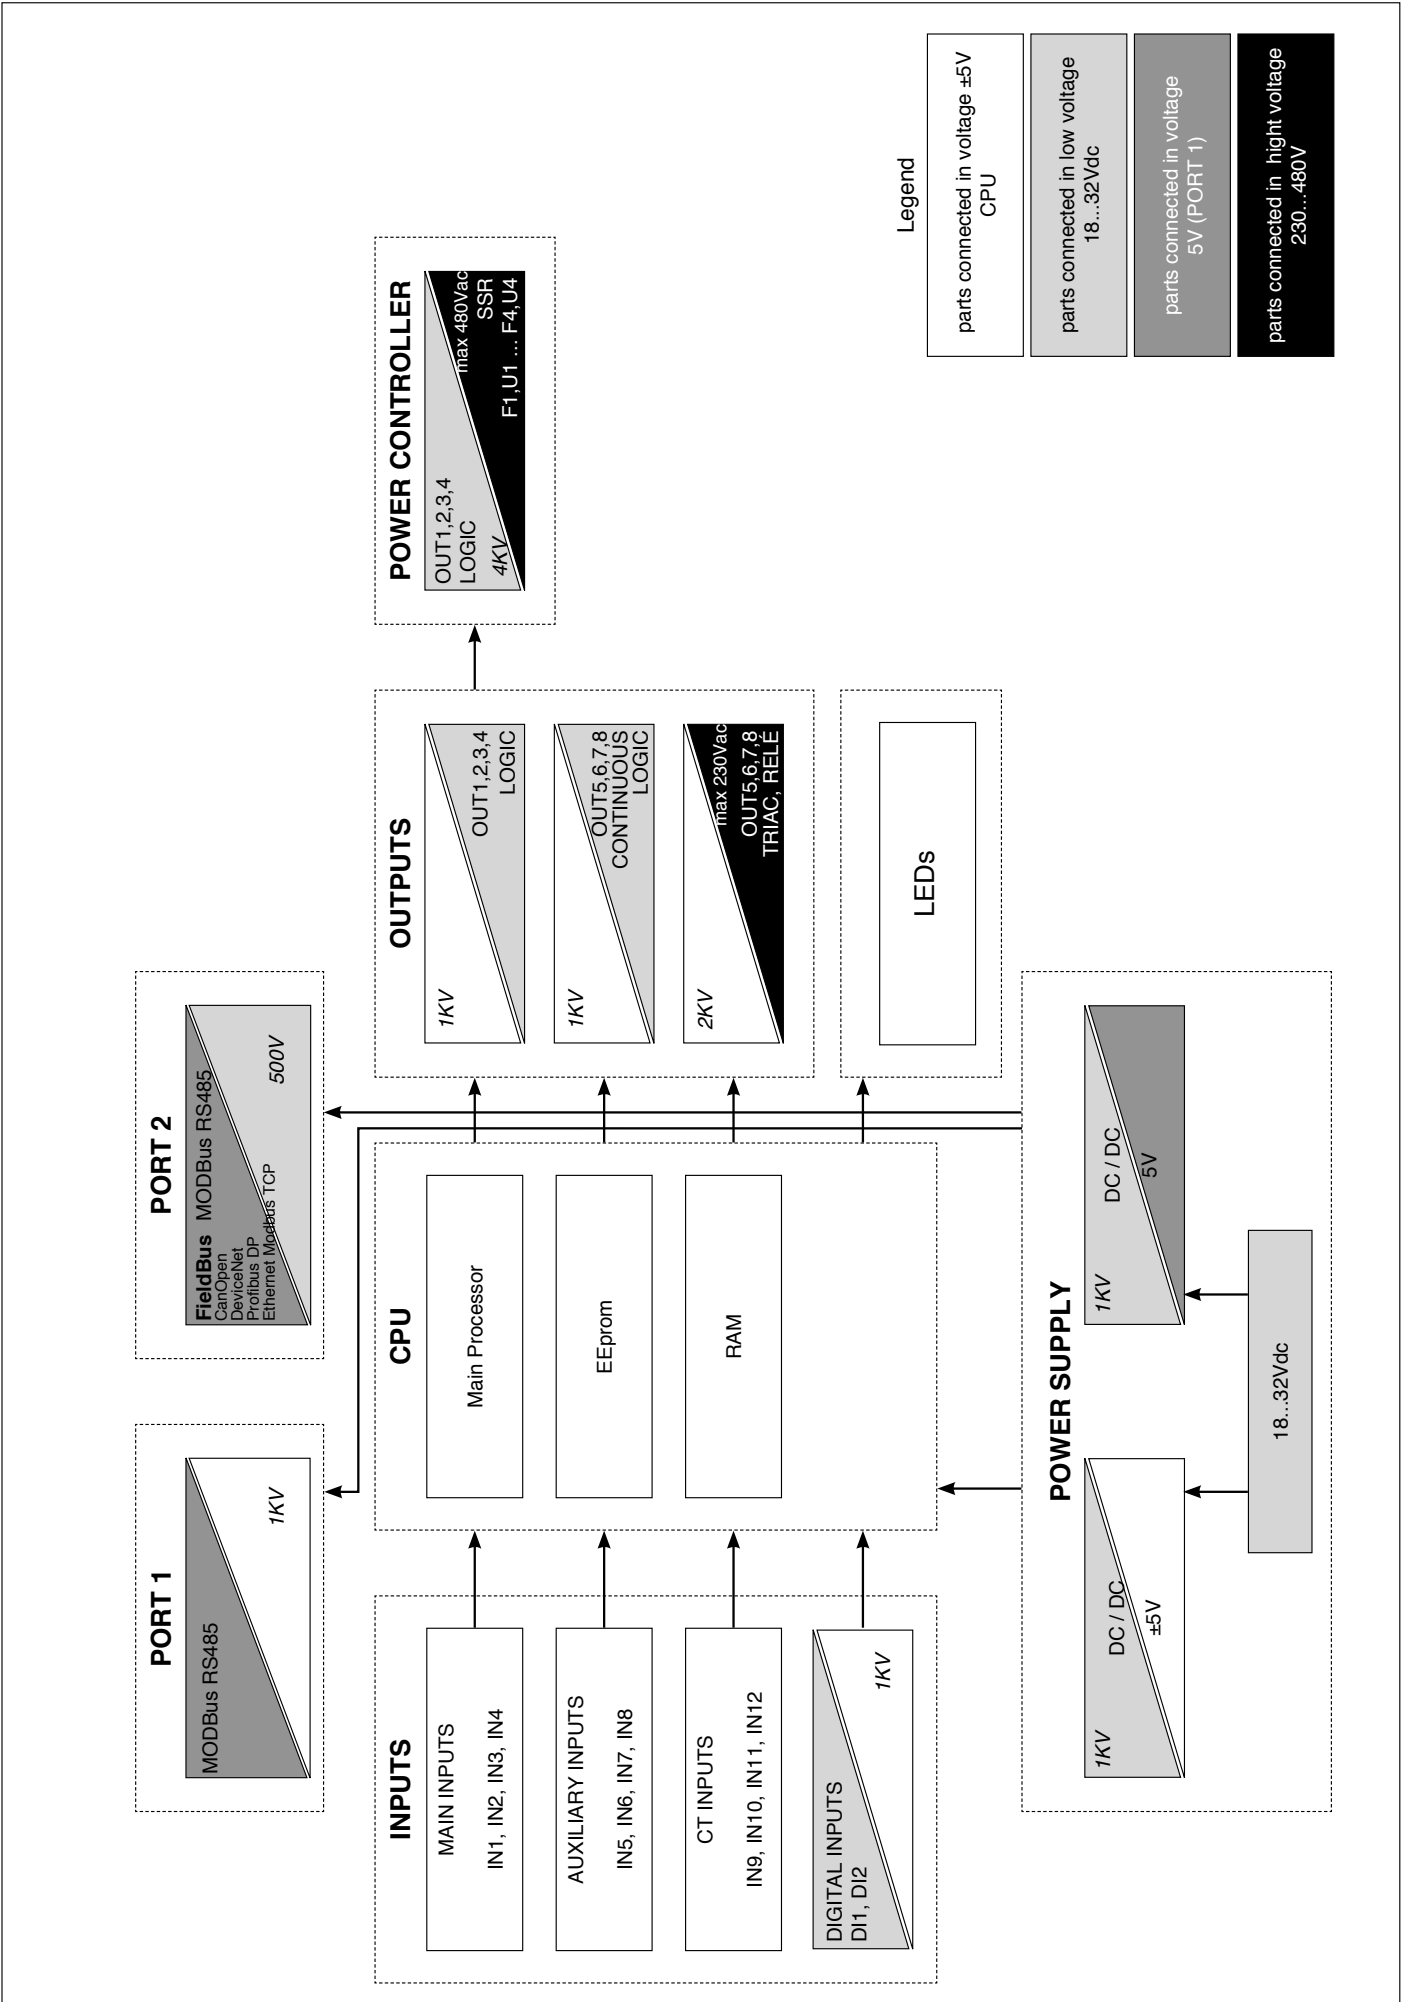 PORT 1
MODBus RS485
1KV
PORT 2
FieldBus MODBus RS485
CanOpen
DeviceNet
Profibus DP
Ethernet Modbus TCP
500V
INPUTS
MAIN INPUTS
IN1, IN2, IN3, IN4
AUXILIARY INPUTS
IN5, IN6, IN7, IN8
CT INPUTS
IN9, IN10, IN11, IN12
DIGITAL INPUTS
DI1, DI2
1KV
CPU
Main Processor
EEprom
RAM
OUTPUTS
1KV
OUT1,2,3,4
LOGIC
1KV
OUT5,6,7,8
CONTINUOUS
LOGIC
2KV
max 230Vac
OUT5,6,7,8
TRIAC, RELÉ
LEDs
POWER CONTROLLER
OUT1,2,3,4
LOGIC
4KV
max 480Vac
SSR
F1,U1 ... F4,U4
POWER SUPPLY
1KV
DC / DC
±5V
1KV
DC / DC
5V
18...32Vdc
Legend
parts connected in voltage ±5V
CPU
parts connected in low voltage
18...32Vdc
parts connected in voltage
5V (PORT 1)
parts connected in hight voltage
230...480V